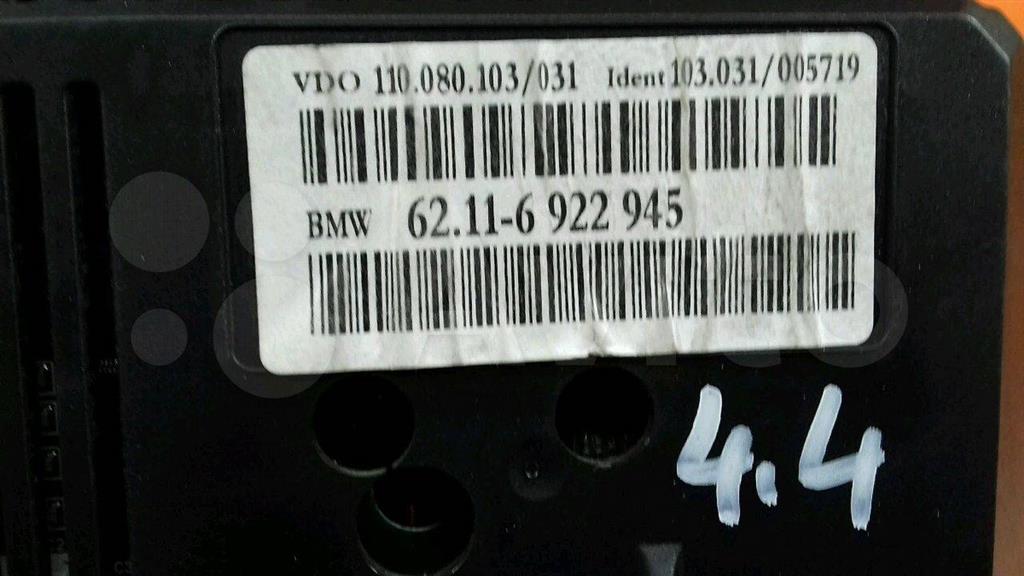 VDO 110.080.103/031 Ident 103.031/005719
BMW 62.11-6 922 945
4.4